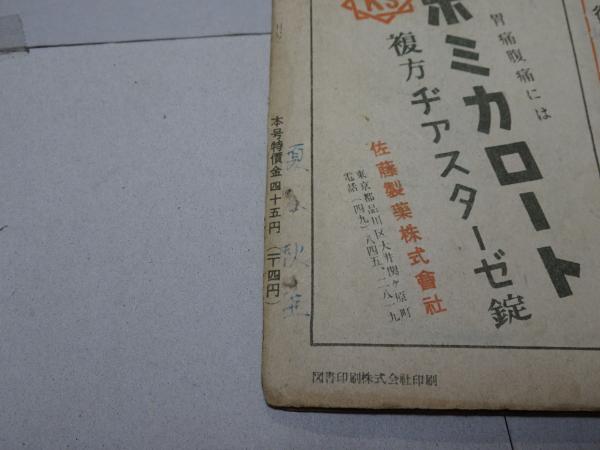 胃痛腹痛には
ホミカロート
複方ヂアスターゼ錠
佐藤製薬株式會社
東京都品川区大井関ヶ原町
電話(四九)八四五、二八一九
本号特價金四十五円(〒四円)
図書印刷株式会社印刷